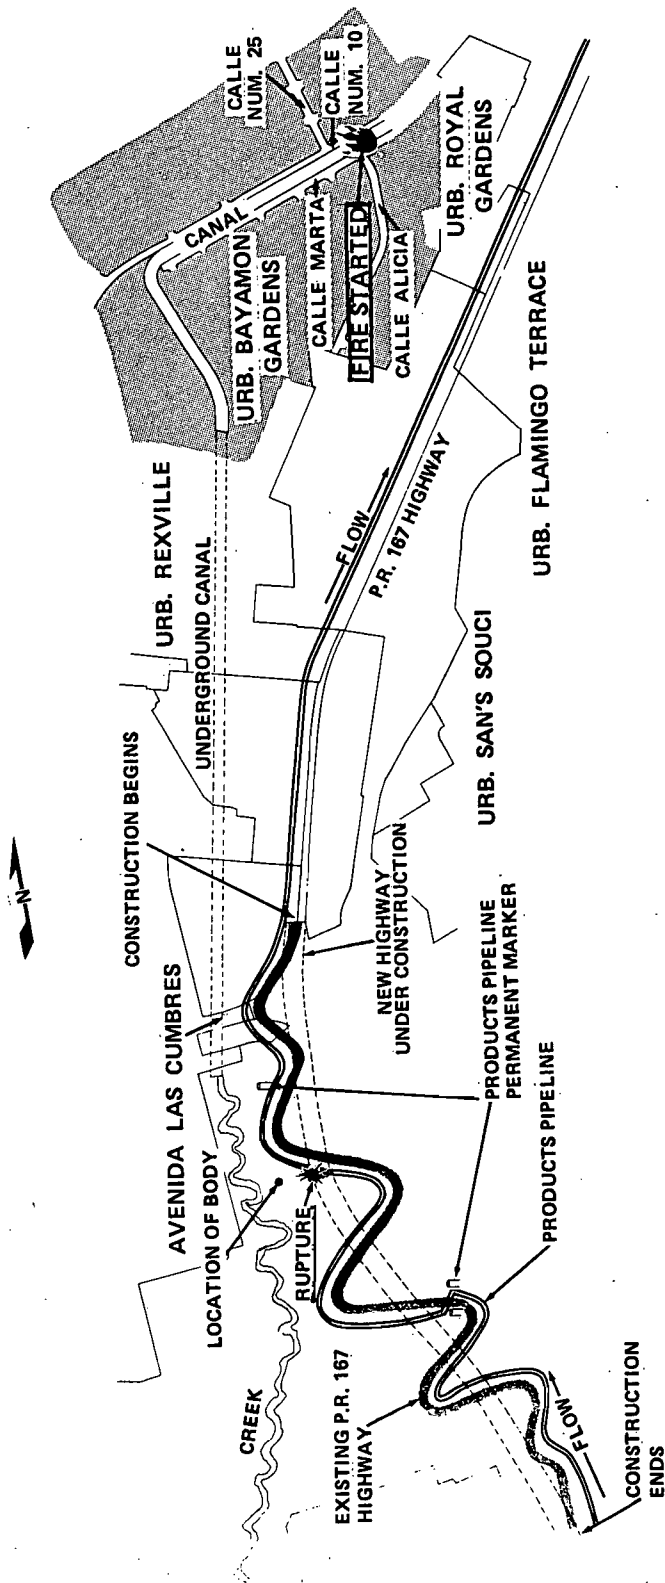 CALLE
NUM. 25
CALLE
NUM. 10
CANAL
CALLE MARTA
FIRE STARTED
CALLE ALICIA
URB. ROYAL
GARDENS
URB. BAYAMON
GARDENS
URB. FLAMINGO TERRACE
URB. REXVILLE
UNDERGROUND CANAL
FLOW
P.R. 167 HIGHWAY
URB. SAN'S SOUCI
CONSTRUCTION BEGINS
N
NEW HIGHWAY
UNDER CONSTRUCTION
AVENIDA LAS CUMBRES
LOCATION OF BODY
RUPTURE
PRODUCTS PIPELINE
PERMANENT MARKER
PRODUCTS PIPELINE
CREEK
EXISTING P.R. 167
HIGHWAY
FLOW
CONSTRUCTION
ENDS